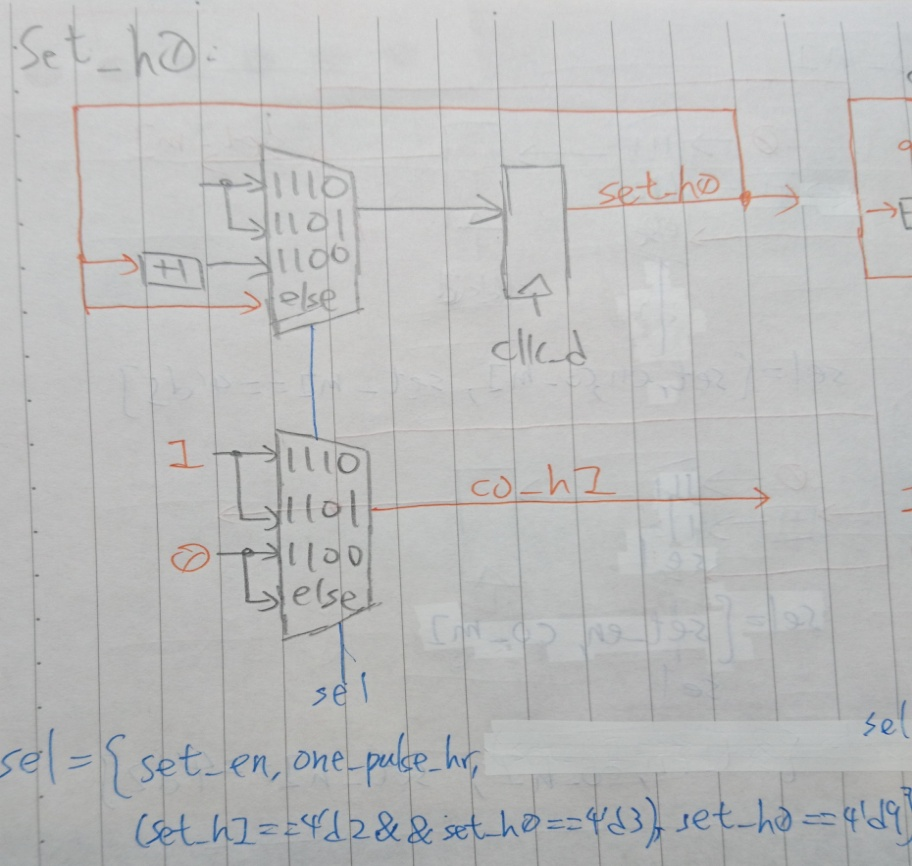 Set_h0:
1110
1101
1100
else
+1
set_h0
clk_d
1
0
1110
1101
1100
else
co_h1
sel
sel
sel={set_en, one_pulse_hr,
(set_h1==4'd2&&set_h0==4'd3), set_h0==4'd9}